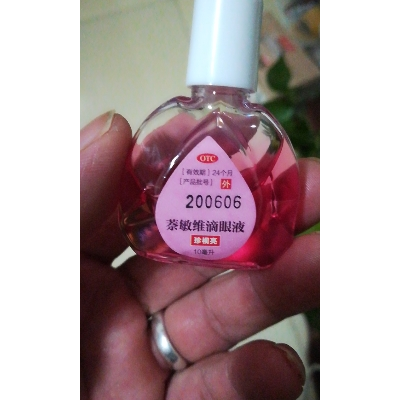 OTC
[有效期] 24个月
[产品批号] 外
200606
萘敏维滴眼液
珍视亮
10毫升